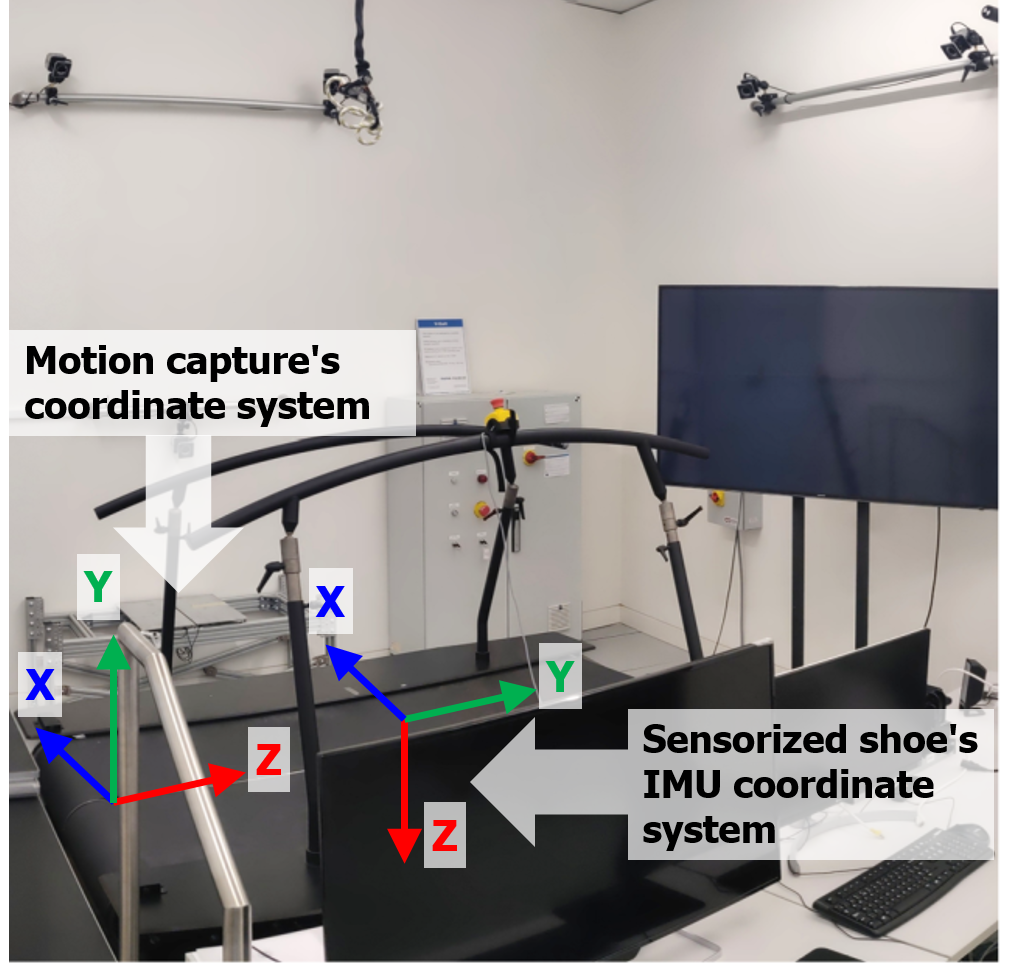 Motion capture's
coordinate system
Y
X
Z
X
Y
Z
Sensorized shoe's
IMU coordinate
system